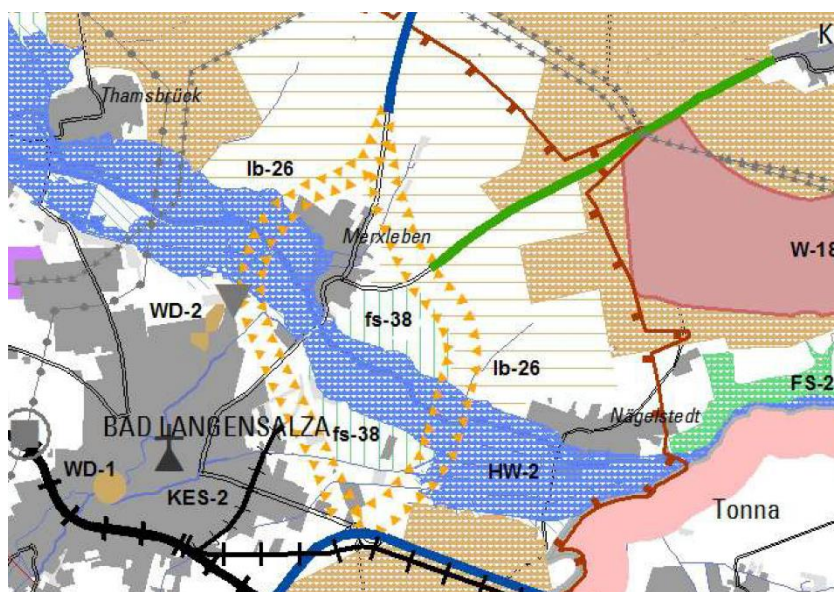 K
Thamsbrück
lb-26
Merxleben
W-18
WD-2
fs-38
lb-26
FS-2
Nägelstedt
BAD LANGENSALZA
fs-38
WD-1
HW-2
KES-2
Tonna